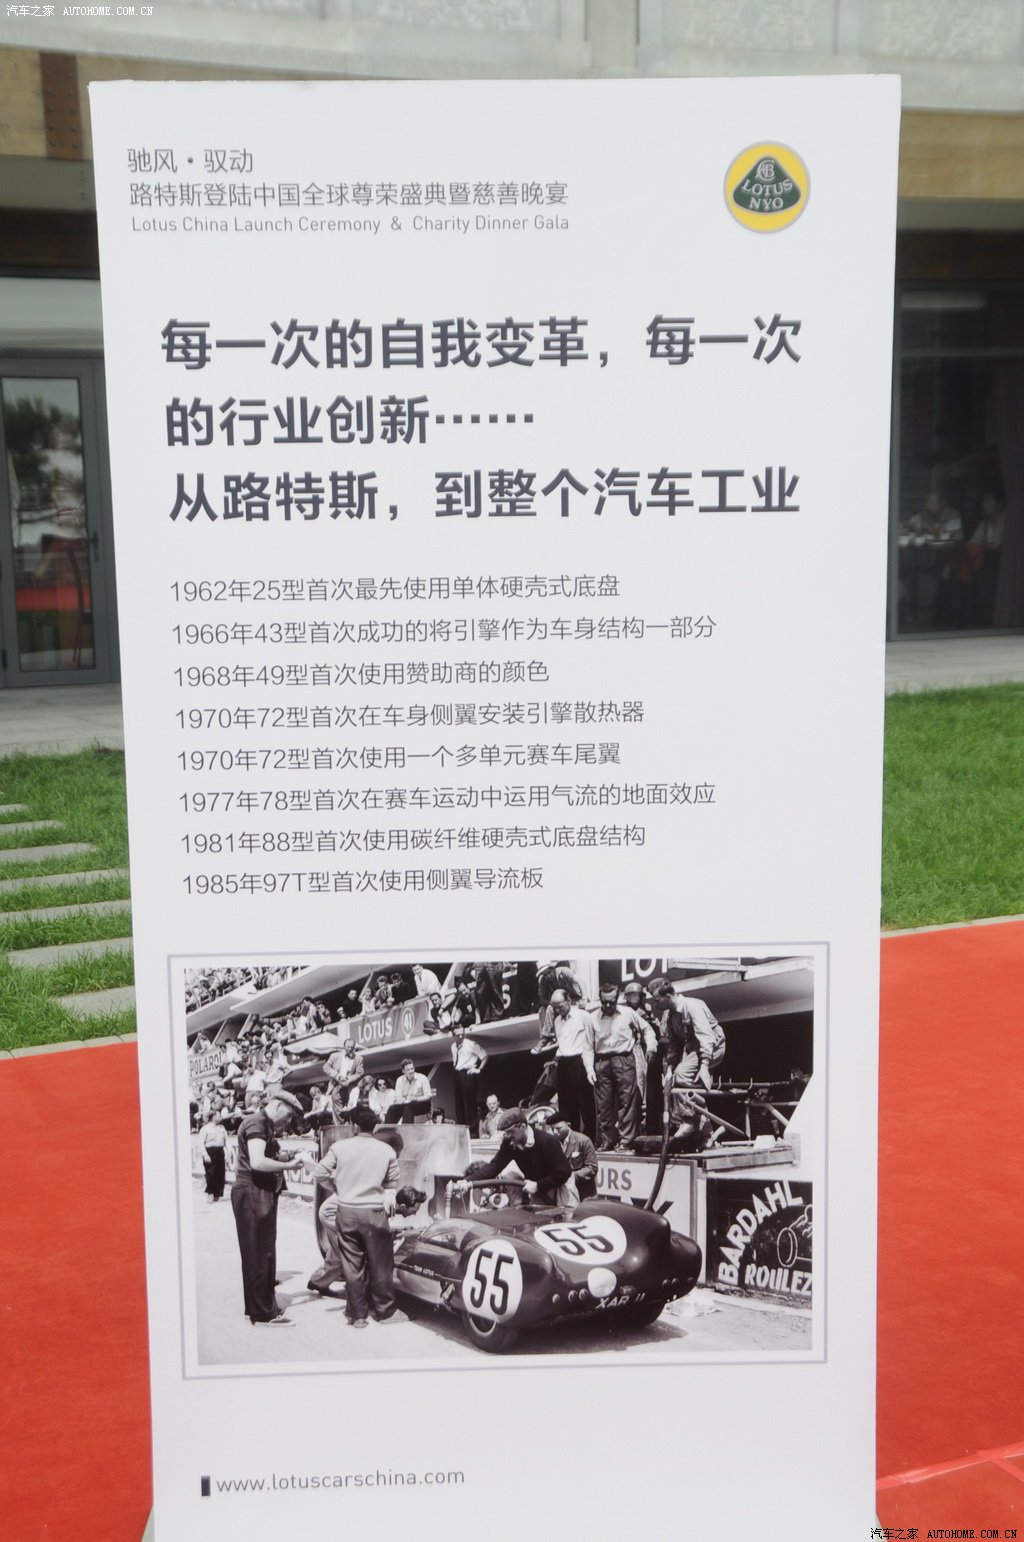 汽车之家 AUTOHOME.COM.CN
驰风·驭动
路特斯登陆中国全球尊荣盛典暨慈善晚宴
Lotus China Launch Ceremony & Charity Dinner Gala
LOTUS
NYO
每一次的自我变革，每一次
的行业创新……
从路特斯，到整个汽车工业
1962年25型首次最先使用单体硬壳式底盘
1966年43型首次成功的将引擎作为车身结构一部分
1968年49型首次使用赞助商的颜色
1970年72型首次在车身侧翼安装引擎散热器
1970年72型首次使用一个多单元赛车尾翼
1977年78型首次在赛车运动中运用气流的地面效应
1981年88型首次使用碳纤维硬壳式底盘结构
1985年97T型首次使用侧翼导流板
LOTUS
URS
BARDAHL
ROULEZ
55
55
XAR 11
www.lotuscarschina.com
汽车之家 AUTOHOME.COM.CN